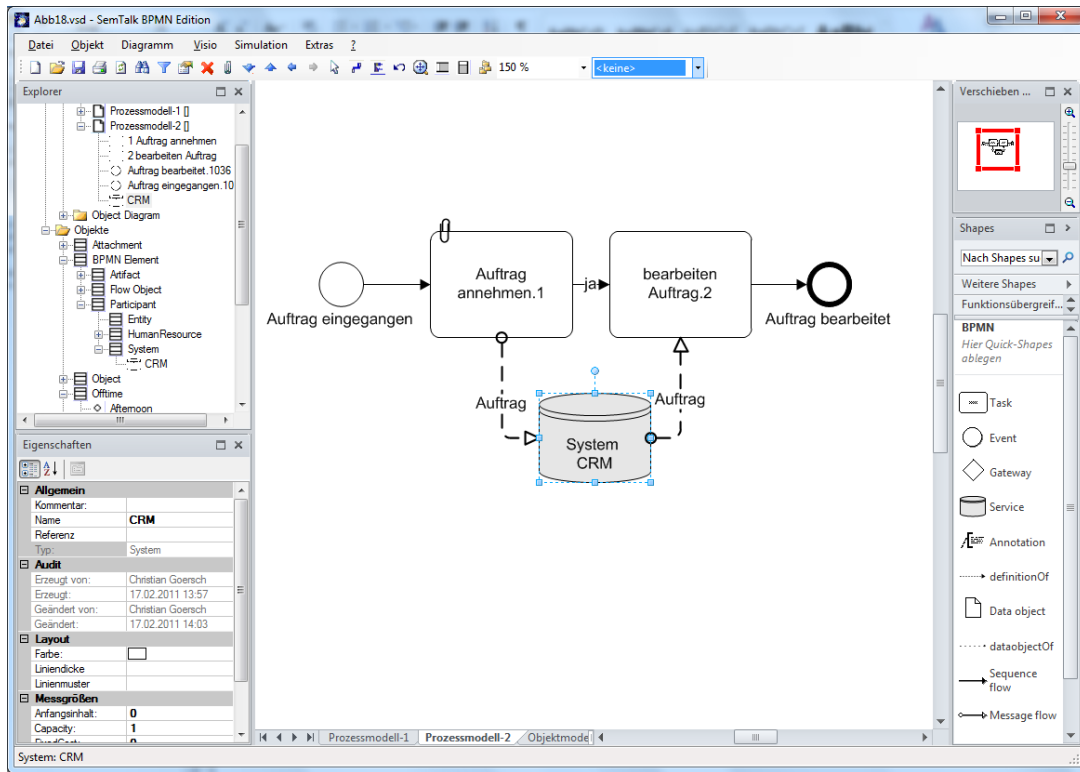 Abb18.vsd - SemTalk BPMN Edition
Datei Objekt Diagramm Visio Simulation Extras ?
150 %
<keine>
Explorer
Prozessmodell-1 []
Prozessmodell-2 []
1 Auftrag annehmen
2 bearbeiten Auftrag
Auftrag bearbeitet.1036
Auftrag eingegangen.10
CRM
Object Diagram
Objekte
Attachment
BPMN Element
Artifact
Flow Object
Participant
Entity
HumanResource
System
CRM
Object
Offtime
Afternoon
Eigenschaften
Allgemein
Kommentar:
Name CRM
Referenz
Typ: System
Audit
Erzeugt von: Christian Goersch
Erzeugt: 17.02.2011 13:57
Geändert von: Christian Goersch
Geändert: 17.02.2011 14:03
Layout
Farbe:
Liniendicke
Linienmuster
Messgrößen
Anfangsinhalt: 0
Capacity: 1
Auftrag eingegangen
Auftrag
annehmen.1
ja
bearbeiten
Auftrag.2
Auftrag bearbeitet
Auftrag
Auftrag
System
CRM
Prozessmodell-1 Prozessmodell-2 Objektmode
Verschieben ...
Shapes
Nach Shapes su
Weitere Shapes
Funktionsübergreif...
BPMN
Hier Quick-Shapes
ablegen
Task
Event
Gateway
Service
Annotation
definitionOf
Data object
dataobjectOf
Sequence
flow
Message flow
System: CRM